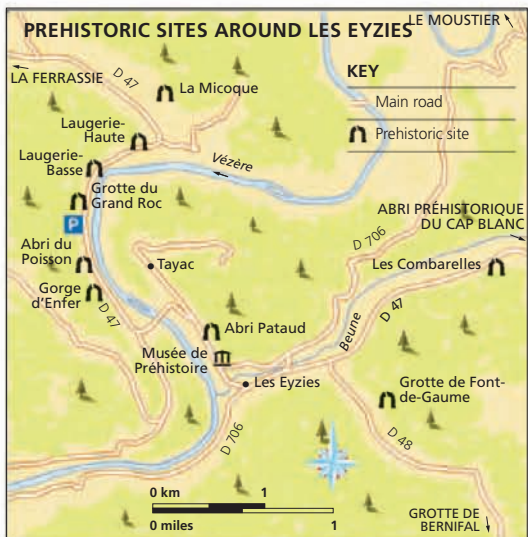 PREHISTORIC SITES AROUND LES EYZIES
LE MOUSTIER
LA FERRASSIE
D 47
La Micoque
KEY
Main road
Prehistoric site
Laugerie-
Haute
Laugerie-
Basse
Vézère
Grotte du
Grand Roc
P
ABRI PRÉHISTORIQUE
DU CAP BLANC
D 706
Abri du
Poisson
Tayac
Les Combarelles
Gorge
d'Enfer
D 47
Beune
D 47
Abri Pataud
Musée de
Préhistoire
Les Eyzies
Grotte de Font-
de-Gaume
D 706
D 48
0 km 1
0 miles 1
GROTTE DE
BERNIFAL